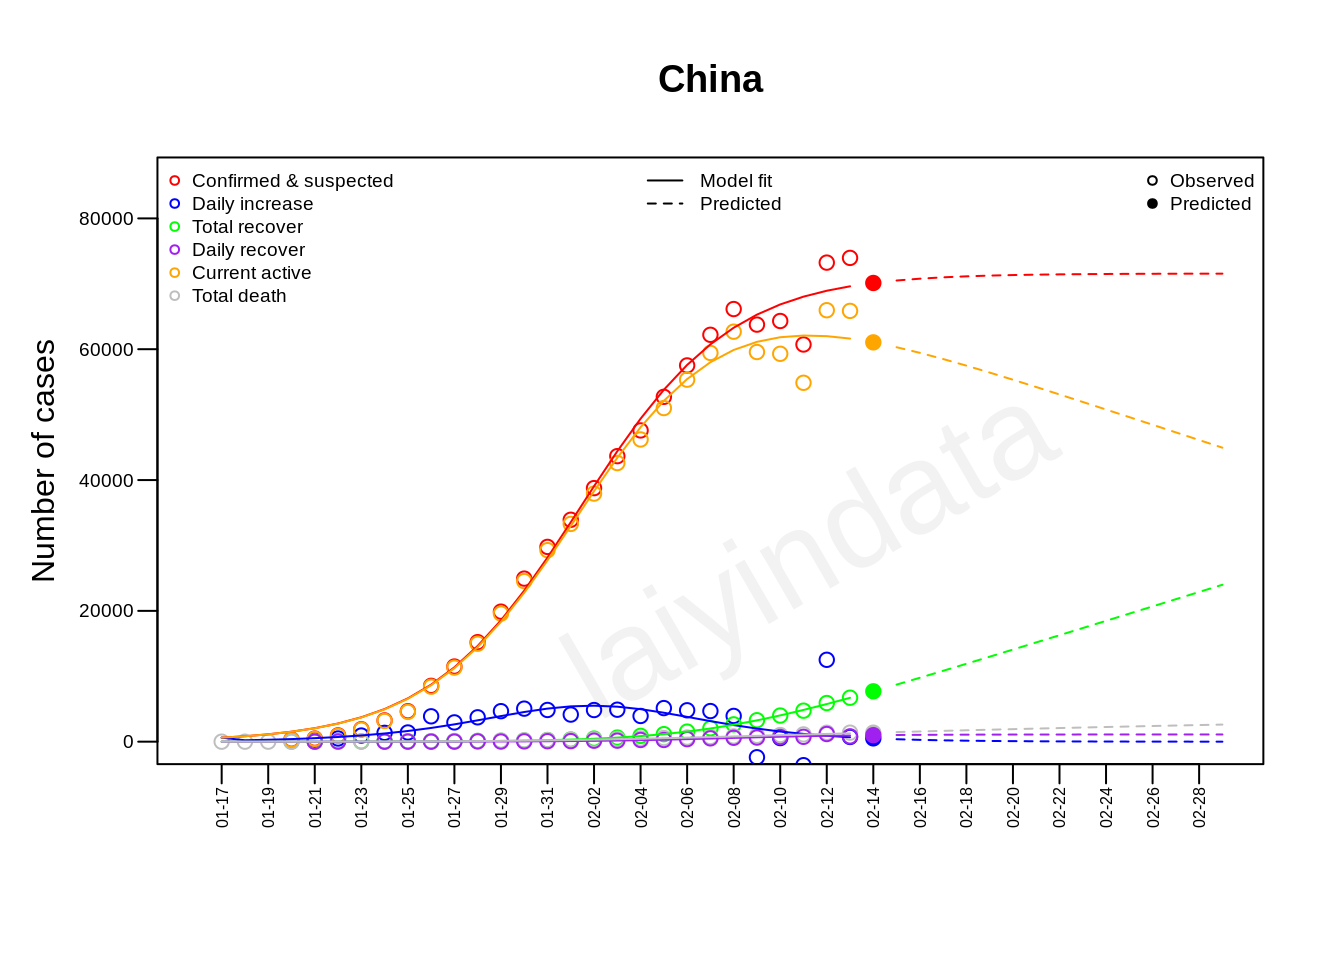 China
Confirmed & suspected
Daily increase
Total recover
Daily recover
Current active
Total death
Model fit
Predicted
Observed
Predicted
Number of cases
80000
60000
40000
20000
0
laiyindata
01-17
01-19
01-21
01-23
01-25
01-27
01-29
01-31
02-02
02-04
02-06
02-08
02-10
02-12
02-14
02-16
02-18
02-20
02-22
02-24
02-26
02-28